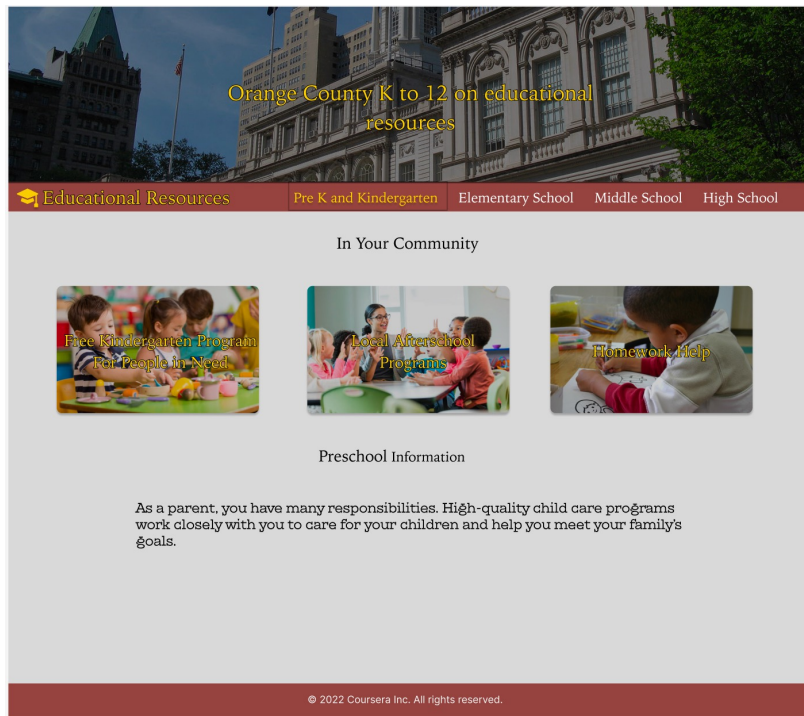 Orange County K to 12 on educational
resources
Educational Resources
Pre K and Kindergarten
Elementary School
Middle School
High School
In Your Community
Free Kindergarten Program
For People in Need
Local Afterschool
Programs
Homework Help
Preschool Information
As a parent, you have many responsibilities. High-quality child care programs
work closely with you to care for your children and help you meet your family's
goals.
© 2022 Coursera Inc. All rights reserved.